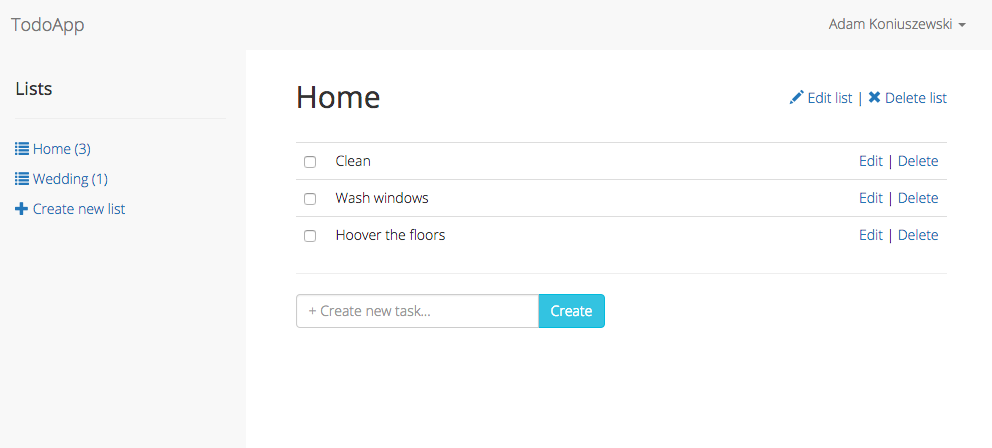 TodoApp
Adam Koniuszewski
Lists
Home (3)
Wedding (1)
Create new list
Home
Edit list | Delete list
Clean
Edit | Delete
Wash windows
Edit | Delete
Hoover the floors
Edit | Delete
+ Create new task...
Create